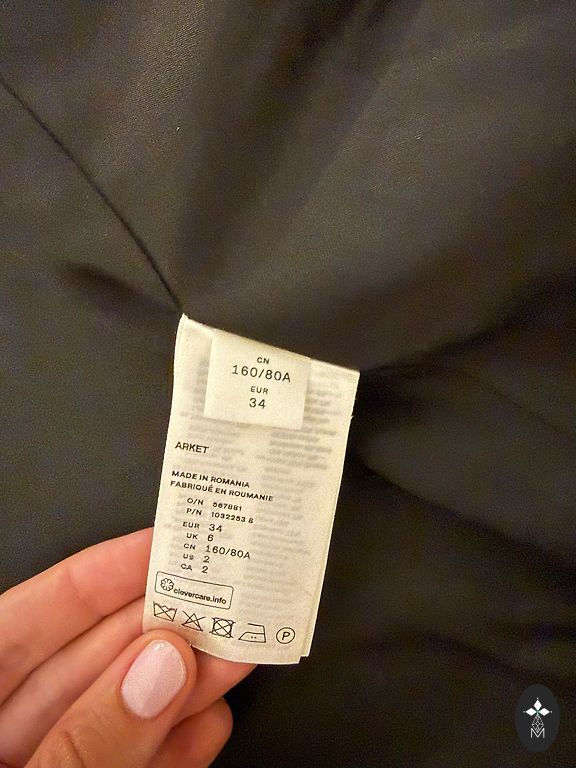 CN
160/80A
EUR
34
ARKET
MADE IN ROMANIA
FABRIQUÉ EN ROUMANIE
O/N 567881
P/N 1032253 8
EUR 34
UK 6
CN 160/80A
US 2
CA 2
clevercare.info
P
M